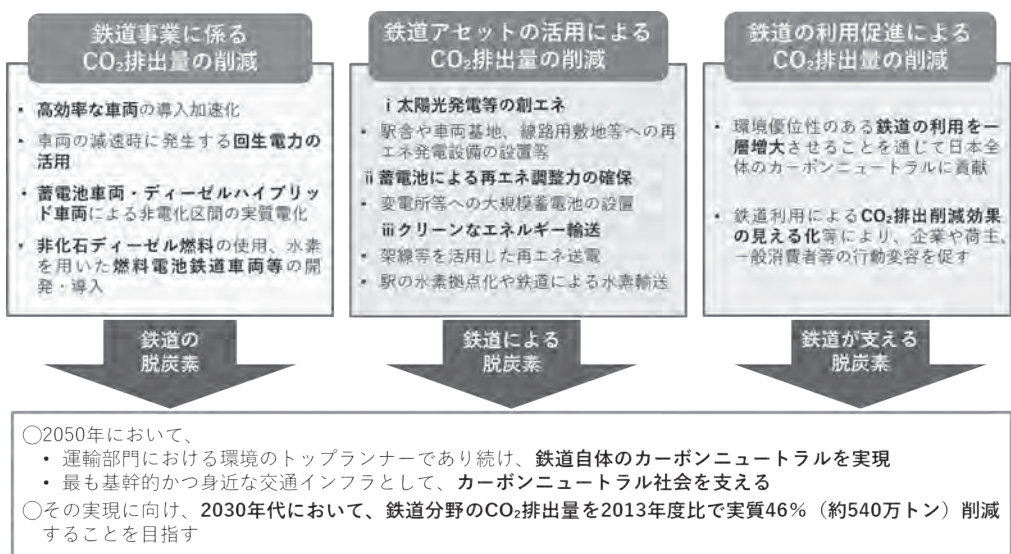 鉄道事業に係る
CO₂排出量の削減
・ 高効率な車両の導入加速化
・ 車両の減速時に発生する回生電力の
活用
・ 蓄電池車両・ディーゼルハイブリッ
ド車両による非電化区間の実質電化
・ 非化石ディーゼル燃料の使用、水素
を用いた燃料電池鉄道車両等の開
発・導入
鉄道の
脱炭素
鉄道アセットの活用による
CO₂排出量の削減
ⅰ 太陽光発電等の創エネ
・ 駅舎や車両基地、線路用敷地等への再
エネ発電設備の設置等
ⅱ 蓄電池による再エネ調整力の確保
・ 変電所等への大規模蓄電池の設置
ⅲ クリーンなエネルギー輸送
・ 架線等を活用した再エネ送電
・ 駅の水素拠点化や鉄道による水素輸送
鉄道による
脱炭素
鉄道の利用促進による
CO₂排出量の削減
・ 環境優位性のある鉄道の利用を一
層増大させることを通じて日本全
体のカーボンニュートラルに貢献
・ 鉄道利用によるCO₂排出削減効果
の見える化等により、企業や荷主、
一般消費者等の行動変容を促す
鉄道が支える
脱炭素
○2050年において、
・ 運輸部門における環境のトップランナーであり続け、鉄道自体のカーボンニュートラルを実現
・ 最も基幹的かつ身近な交通インフラとして、カーボンニュートラル社会を支える
○その実現に向け、2030年代において、鉄道分野のCO₂排出量を2013年度比で実質46%（約540万トン）削減
することを目指す